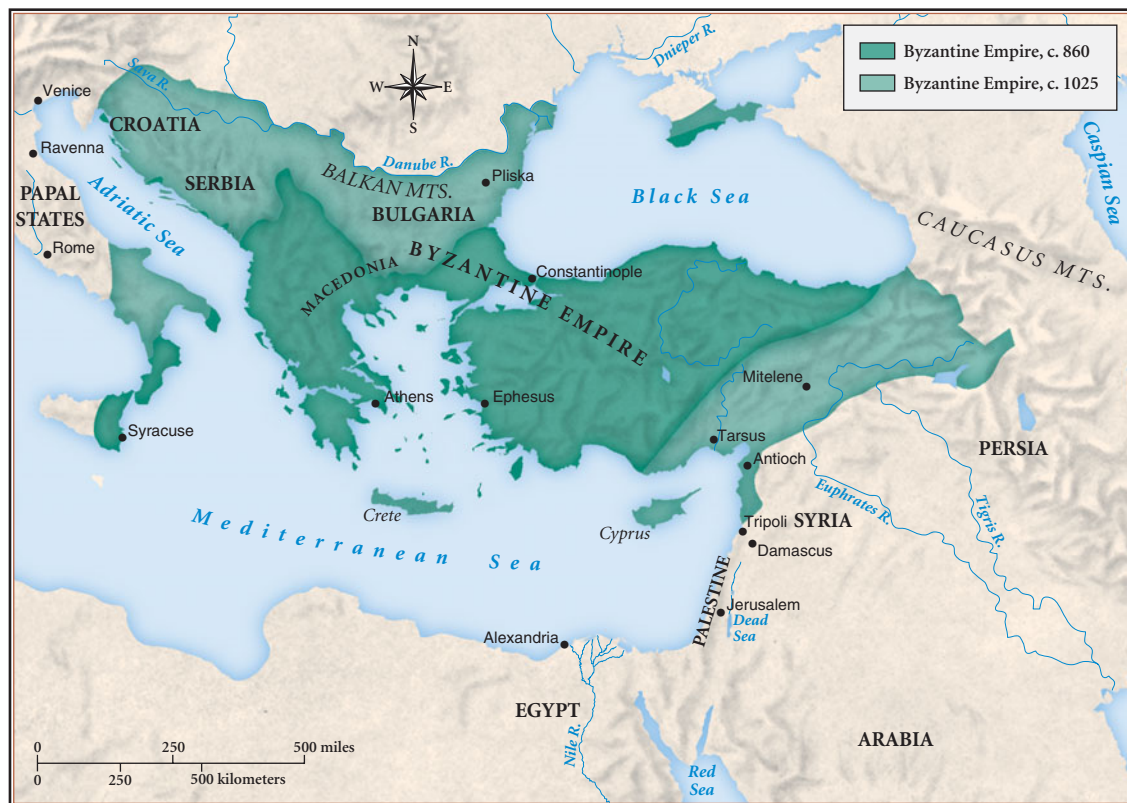 N
W E
S
Byzantine Empire, c. 860
Byzantine Empire, c. 1025
Dnieper R.
Sava R.
Venice
CROATIA
Ravenna
Danube R.
Caspian Sea
SERBIA
BALKAN MTS.
Pliska
PAPAL
STATES
Adriatic Sea
BULGARIA
Black Sea
Rome
CAUCASUS MTS.
MACEDONIA
BYZANTINE EMPIRE
Constantinople
Mitelene
Athens
Ephesus
Syracuse
Tarsus
PERSIA
Antioch
Euphrates R.
Tigris R.
Crete
Cyprus
Tripoli
SYRIA
Mediterranean Sea
Damascus
PALESTINE
Jerusalem
Dead
Sea
Alexandria
EGYPT
Nile R.
ARABIA
Red
Sea
0 250 500 miles
0 250 500 kilometers